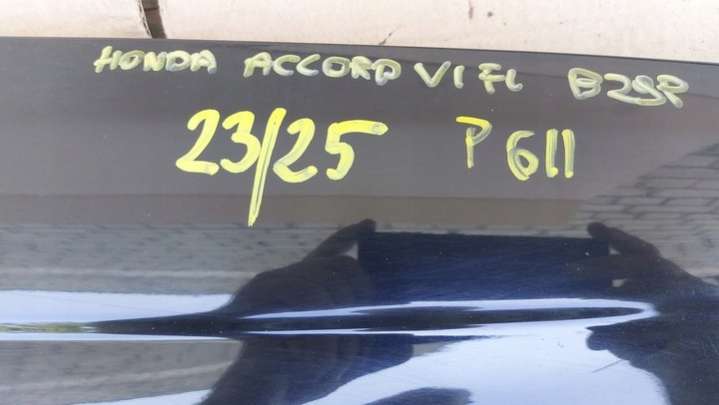 HONDA ACCORD VI FL B29P
23/25 P611